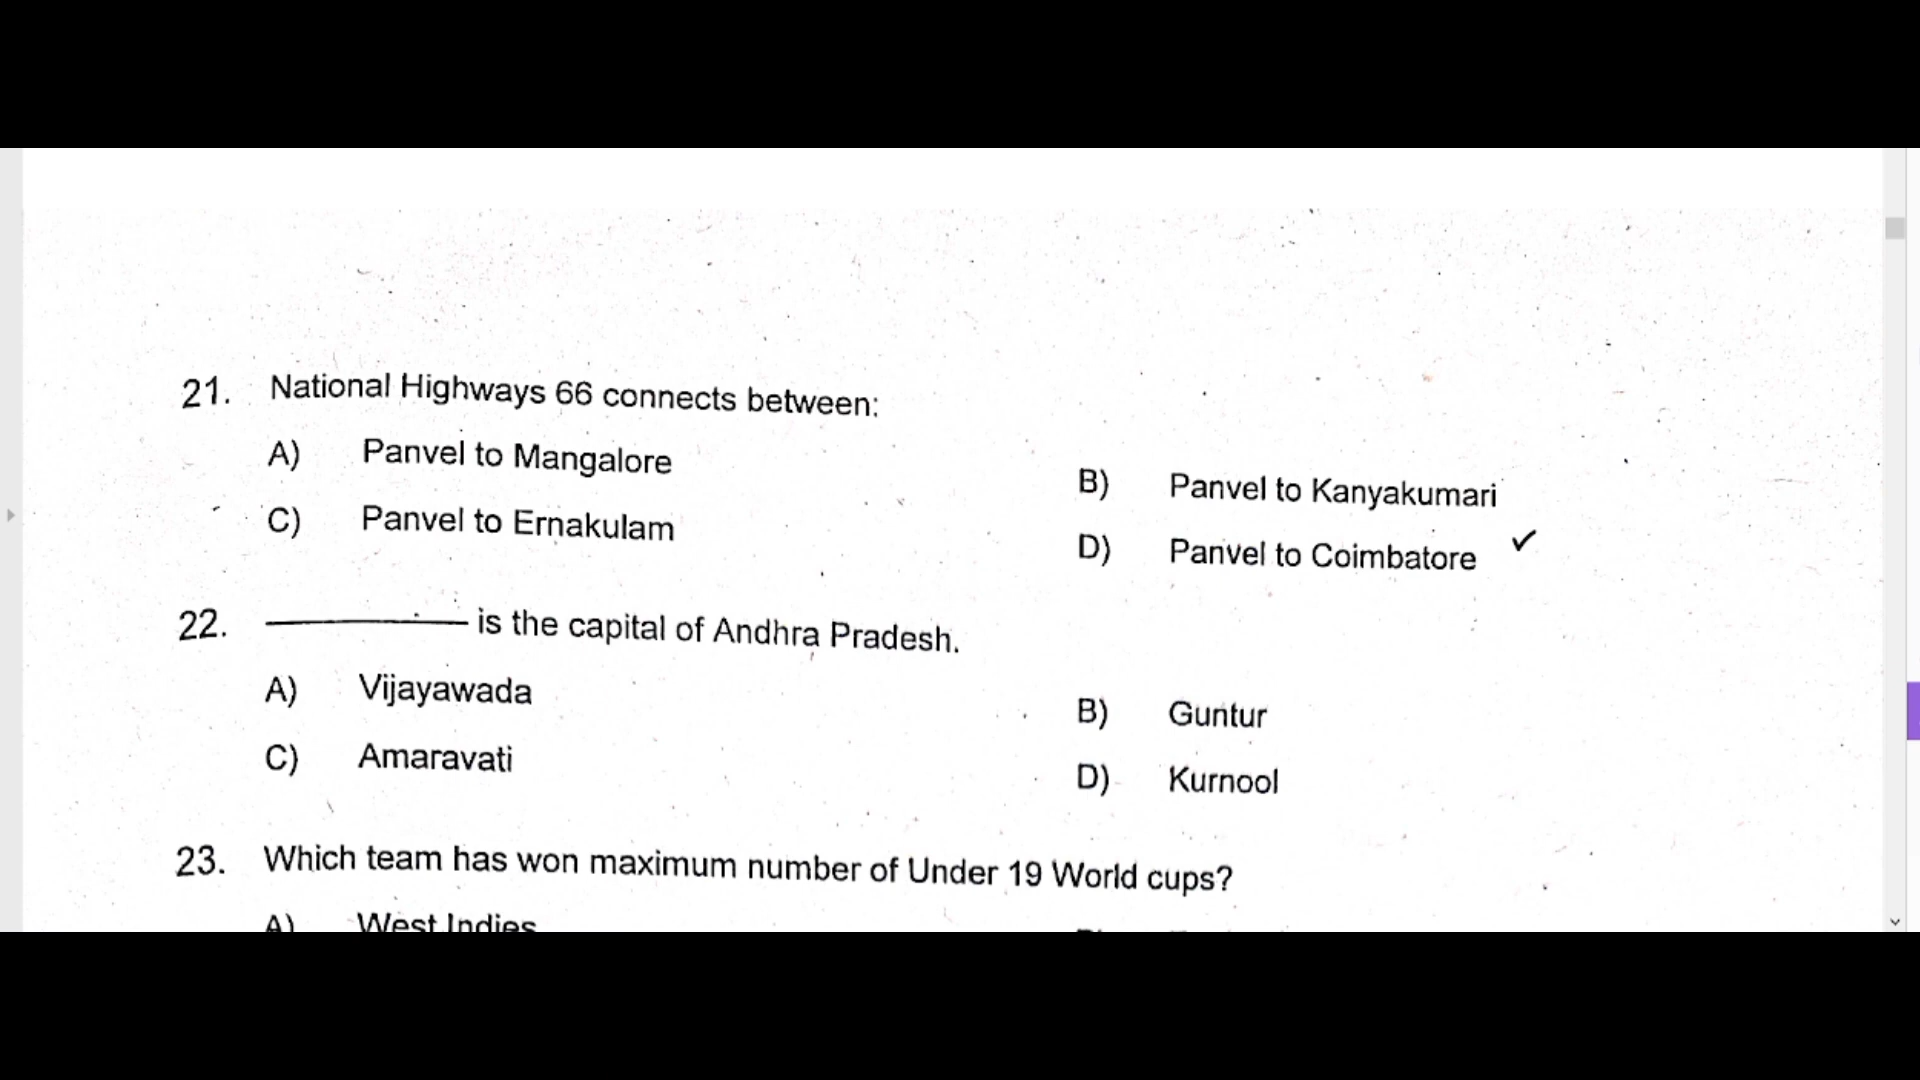 21. National Highways 66 connects between:
A) Panvel to Mangalore
B) Panvel to Kanyakumari
C) Panvel to Ernakulam
D) Panvel to Coimbatore ✓
22. __________ is the capital of Andhra Pradesh.
A) Vijayawada
B) Guntur
C) Amaravati
D) Kurnool
23. Which team has won maximum number of Under 19 World cups?
A) West Indies